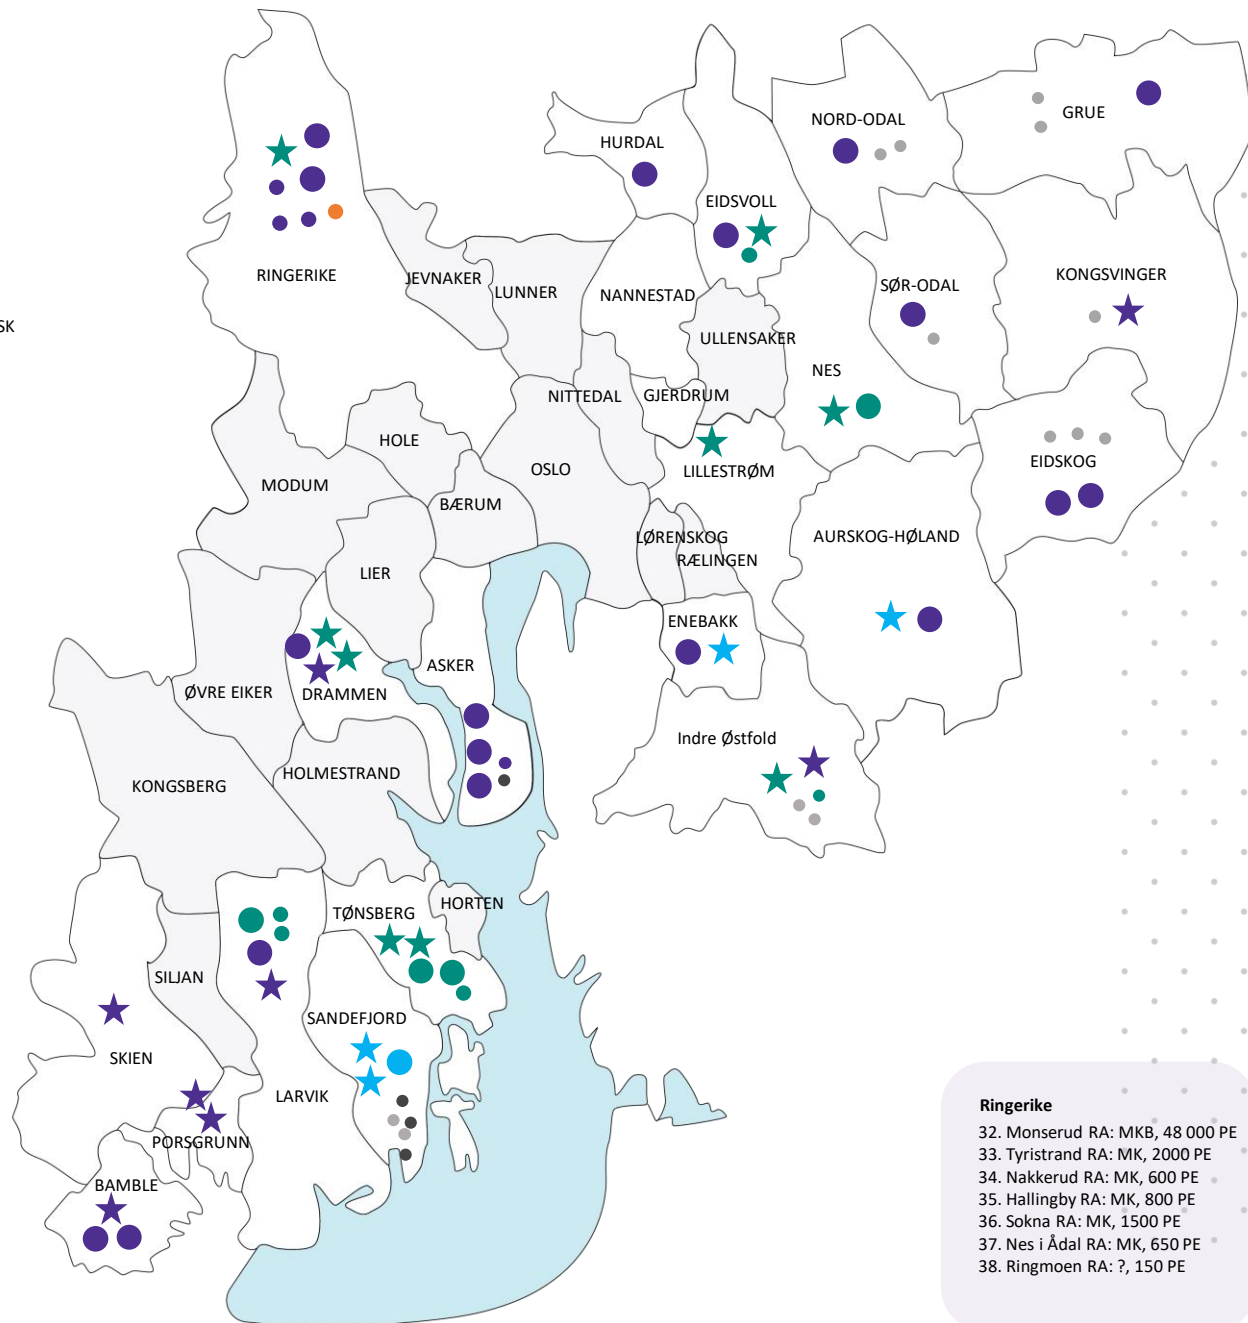 NORD-ODAL
GRUE
HURDAL
EIDSVOLL
RINGERIKE
JEVNAKER
LUNNER
NANNESTAD
SØR-ODAL
KONGSVINGER
SK
ULLENSAKER
NES
NITTEDAL
GJERDRUM
HOLE
OSLO
LILLESTRØM
EIDSKOG
MODUM
BÆRUM
LØRENSKOG
AURSKOG-HØLAND
RÆLINGEN
LIER
ENEBAKK
ASKER
ØVRE EIKER
DRAMMEN
Indre Østfold
HOLMESTRAND
KONGSBERG
HORTEN
TØNSBERG
SILJAN
SANDEFJORD
SKIEN
LARVIK
PORSGRUNN
BAMBLE
Ringerike
32. Monserud RA: MKB, 48 000 PE
33. Tyristrand RA: MK, 2000 PE
34. Nakkerud RA: MK, 600 PE
35. Hallingby RA: MK, 800 PE
36. Sokna RA: MK, 1500 PE
37. Nes i Ådal RA: MK, 650 PE
38. Ringmoen RA: ?, 150 PE